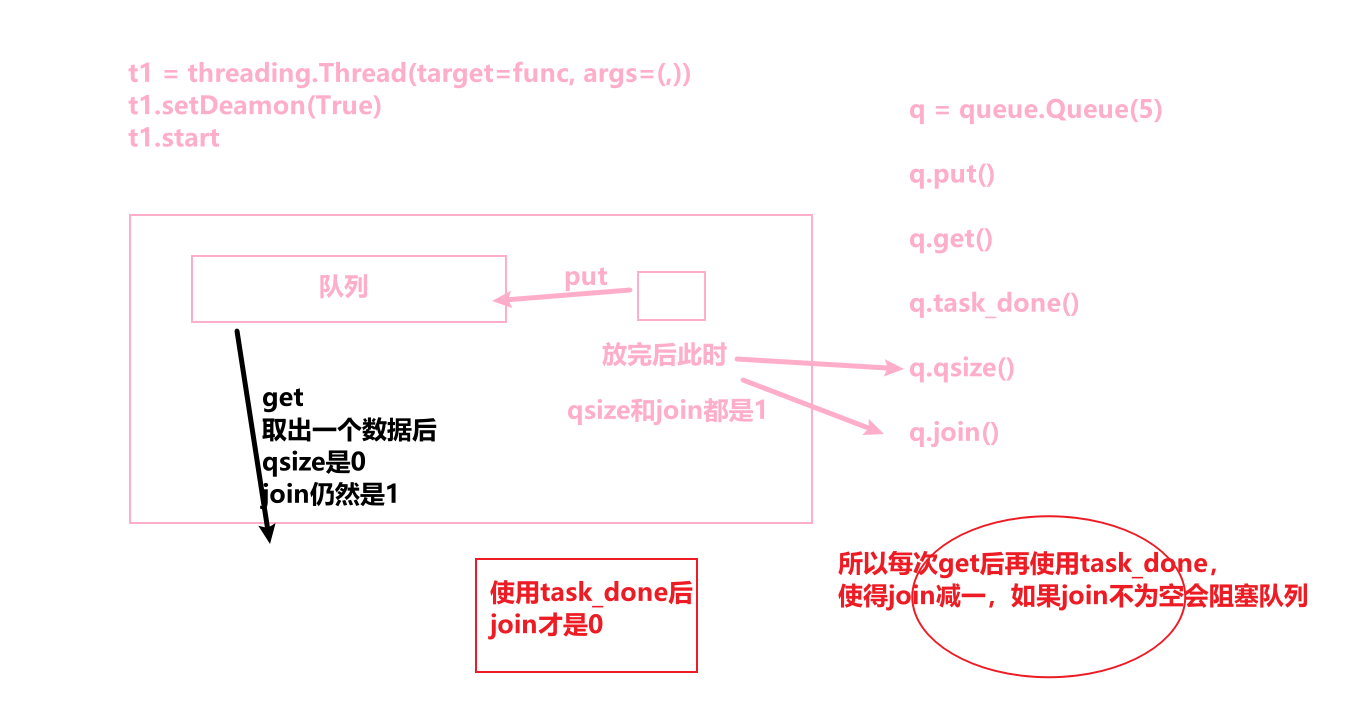 t1 = threading.Thread(target=func, args=(,))
t1.setDeamon(True)
t1.start
q = queue.Queue(5)
q.put()
q.get()
q.task_done()
q.qsize()
q.join()
队列
put
放完后此时
qsize和join都是1
get
取出一个数据后
qsize是0
join仍然是1
使用task_done后
join才是0
所以每次get后再使用task_done，
使得join减一，如果join不为空会阻塞队列